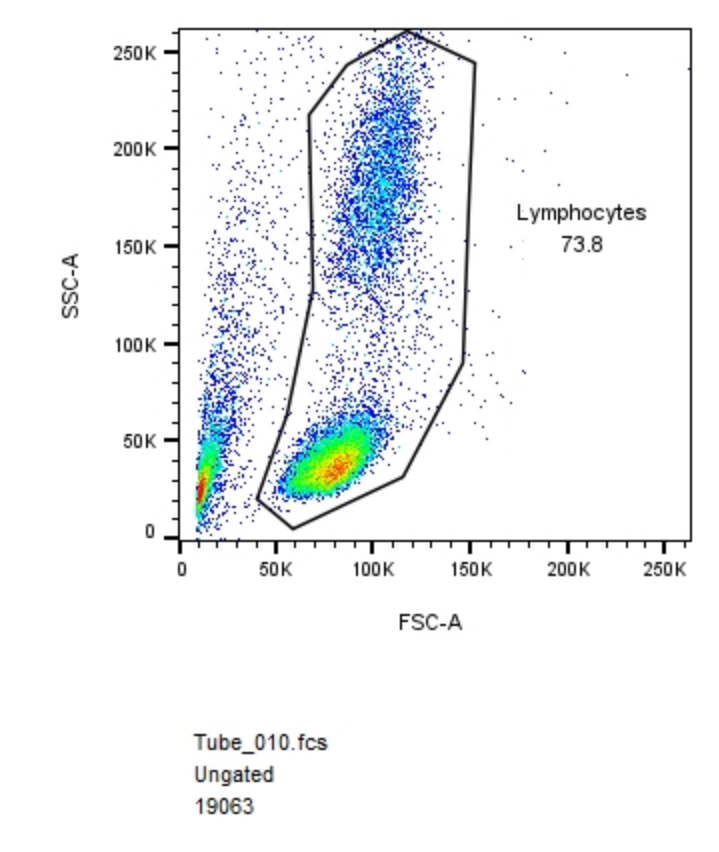 250K
200K
150K
100K
50K
0
SSC-A
Lymphocytes
73.8
0 50K 100K 150K 200K 250K
FSC-A
Tube_010.fcs
Ungated
19063